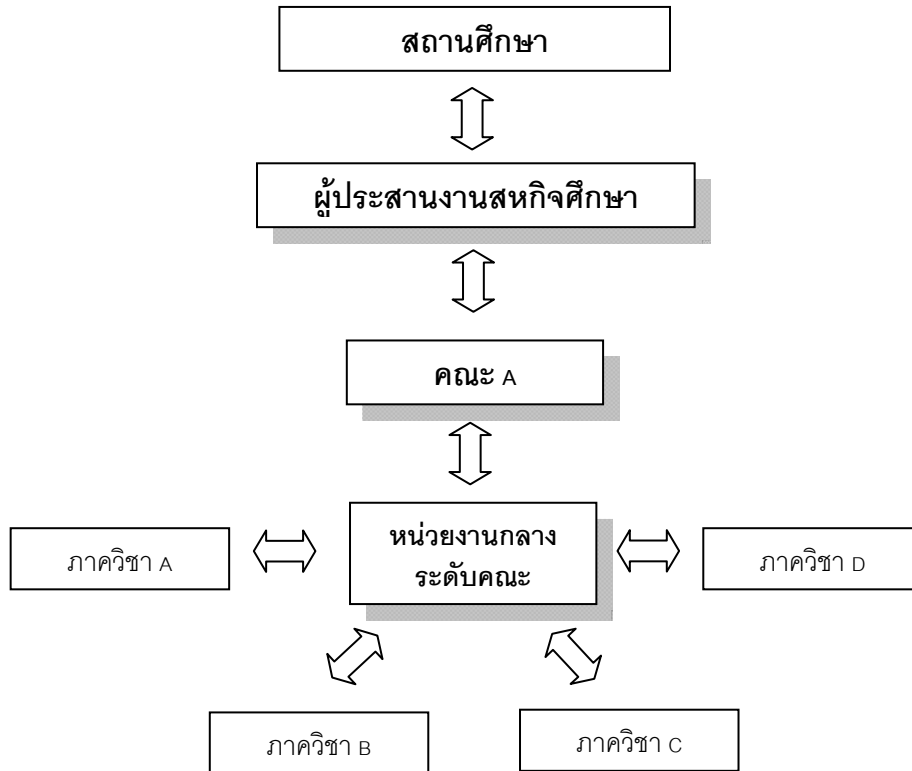 สถานศึกษา
ผู้ประสานงานสหกิจศึกษา
คณะ A
หน่วยงานกลาง
ระดับคณะ
ภาควิชา A
ภาควิชา D
ภาควิชา B
ภาควิชา C